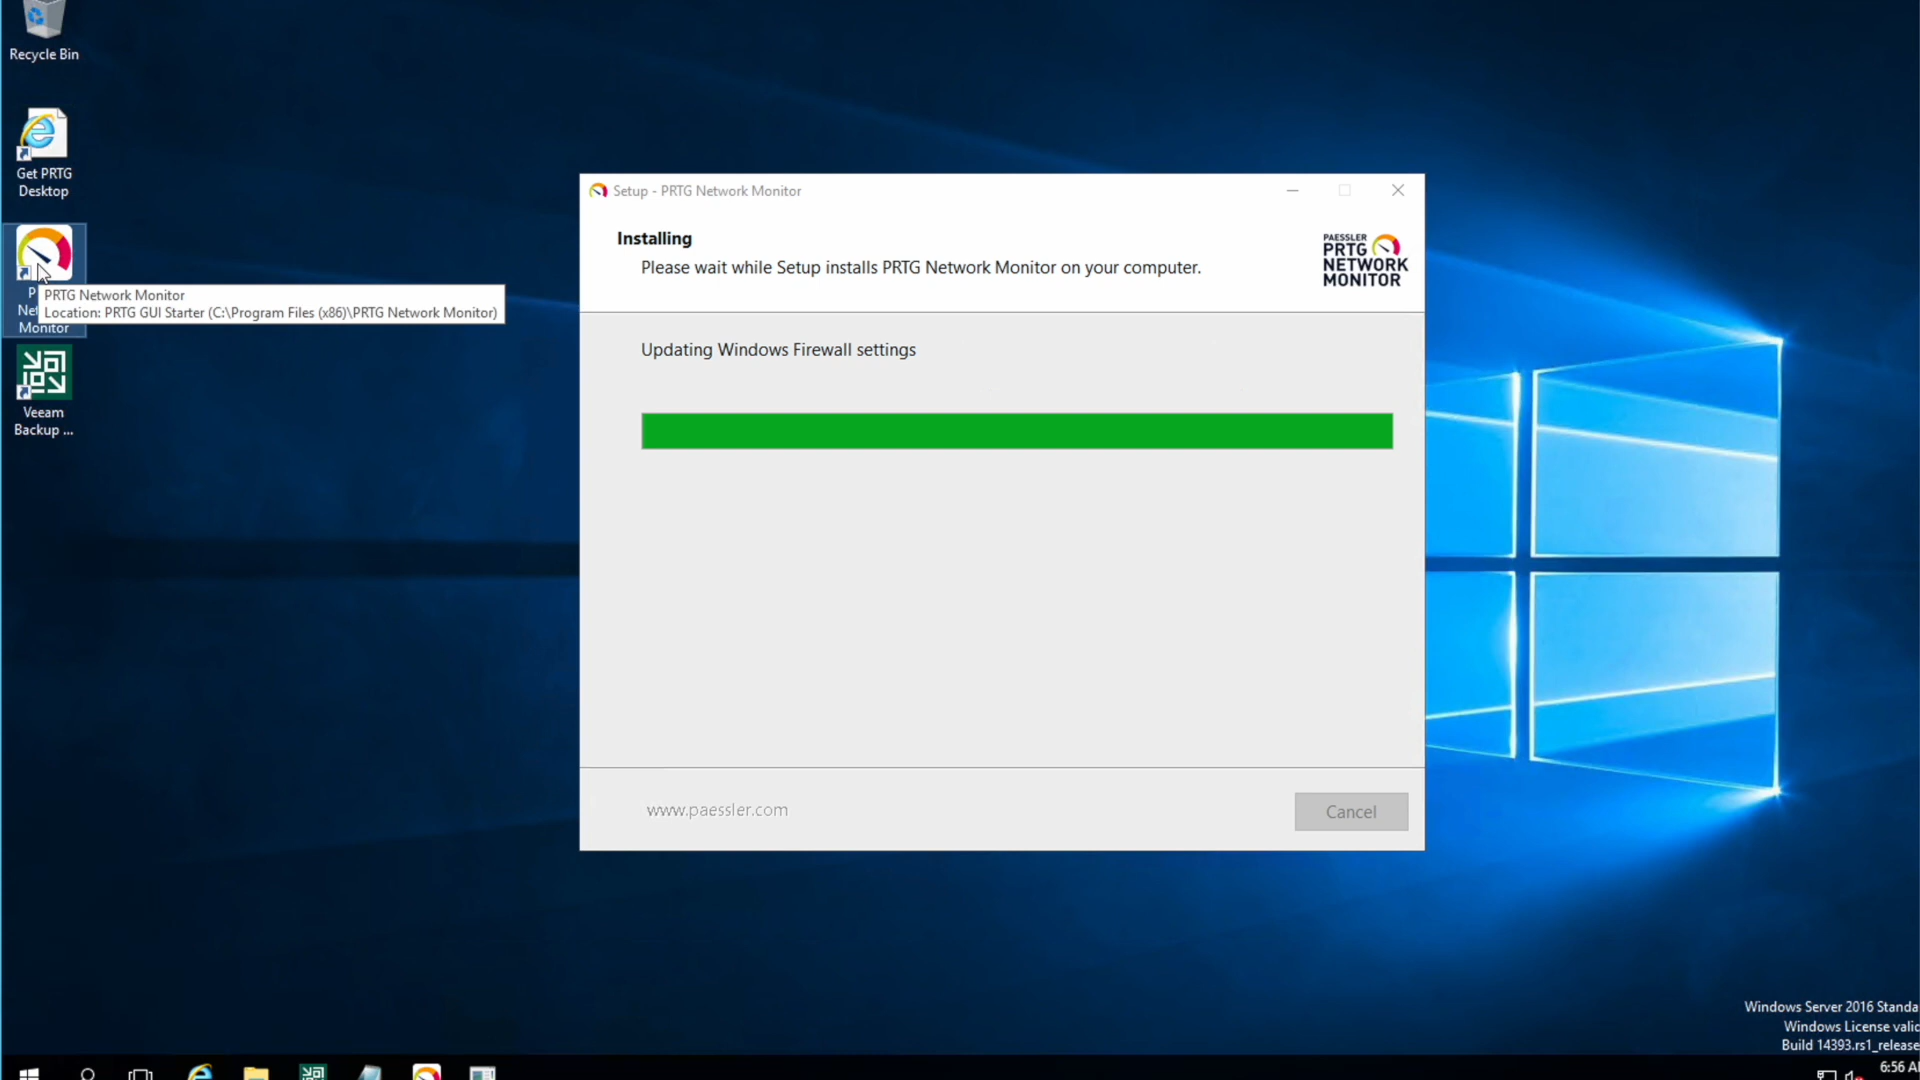 Recycle Bin
Get PRTG
Desktop
Monitor
PRTG Network Monitor
Location: PRTG GUI Starter (C:\Program Files (x86)\PRTG Network Monitor)
Veeam
Backup ...
Setup - PRTG Network Monitor
Installing
Please wait while Setup installs PRTG Network Monitor on your computer.
PAESSLER
PRTG
NETWORK
MONITOR
Updating Windows Firewall settings
www.paessler.com
Cancel
Windows Server 2016 Standa
Windows License valid
Build 14393.rs1_release
6:56 A